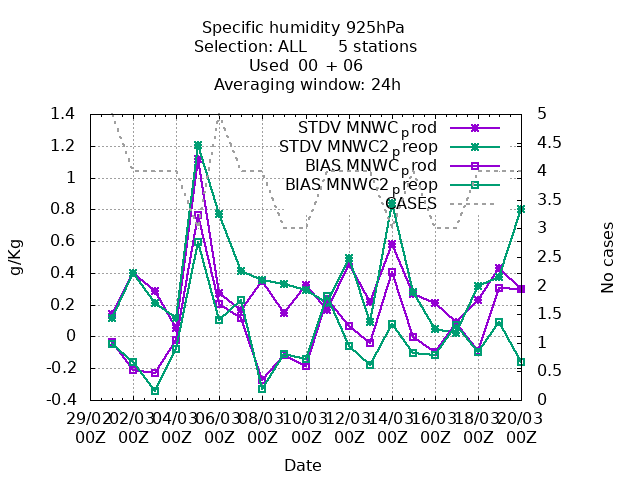 Specific humidity 925hPa
Selection: ALL 5 stations
Used 00 + 06
Averaging window: 24h
1.4
1.2
1
0.8
0.6
0.4
0.2
0
-0.2
-0.4
g/Kg
STDV MNWC_prod
STDV MNWC2_preop
BIAS MNWC_prod
BIAS MNWC2_preop
CASES
5
4.5
4
3.5
3
2.5
2
1.5
1
0.5
0
No cases
29/02 02/03 04/03 06/03 08/03 10/03 12/03 14/03 16/03 18/03 20/03
00Z 00Z 00Z 00Z 00Z 00Z 00Z 00Z 00Z 00Z 00Z
Date